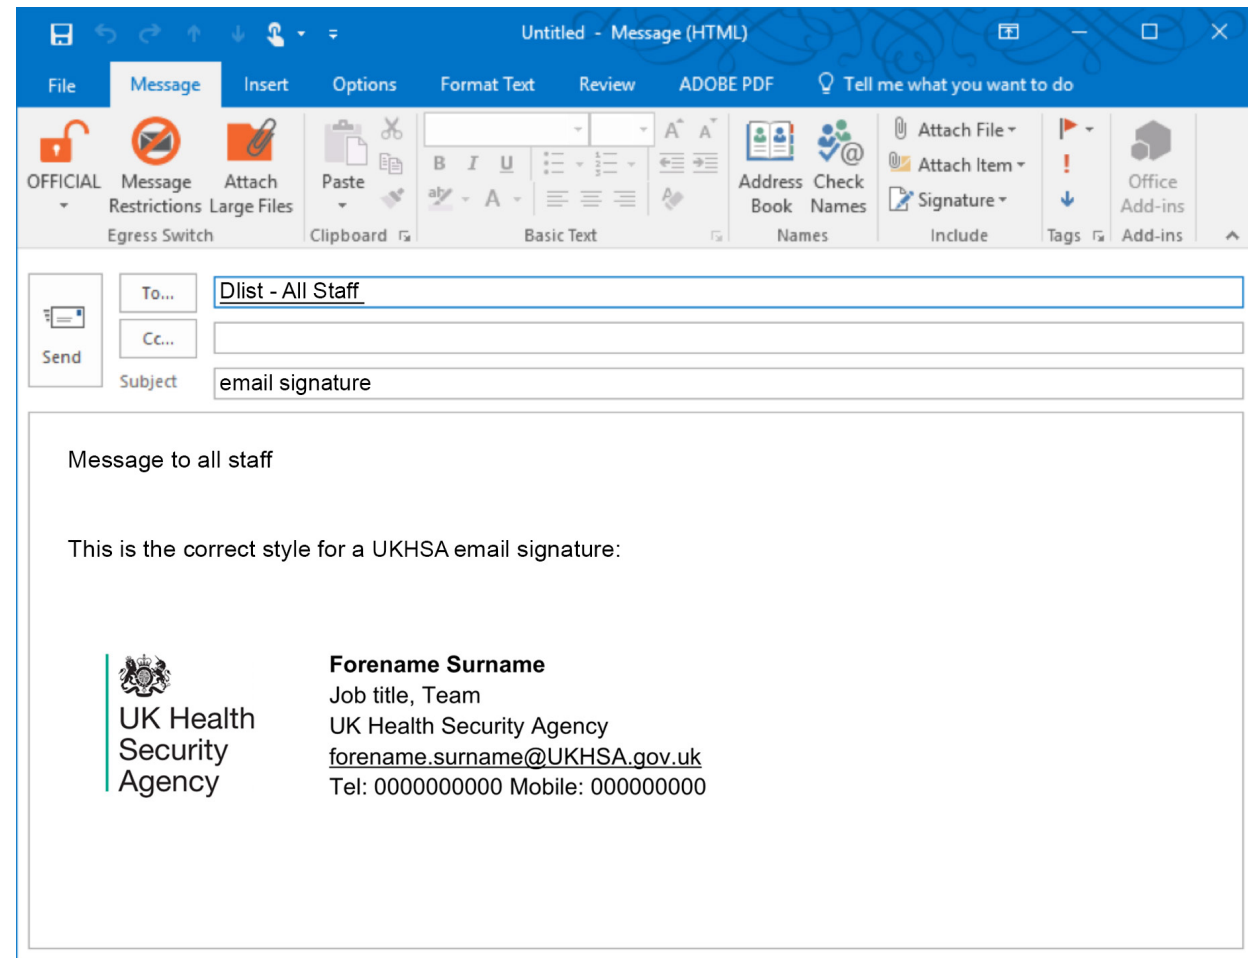 Untitled - Message (HTML)
File Message Insert Options Format Text Review ADOBE PDF Tell me what you want to do
OFFICIAL
Message Restrictions
Attach Large Files
Egress Switch
Paste
Clipboard
B I U
A A
aby A
Basic Text
Address Book
Check Names
Names
Attach File
Attach Item
Signature
Include
Tags
Office Add-ins
Add-ins
Send
To... Dlist - All Staff
Cc...
Subject email signature
Message to all staff
This is the correct style for a UKHSA email signature:
UK Health
Security
Agency
Forename Surname
Job title, Team
UK Health Security Agency
forename.surname@UKHSA.gov.uk
Tel: 0000000000 Mobile: 000000000